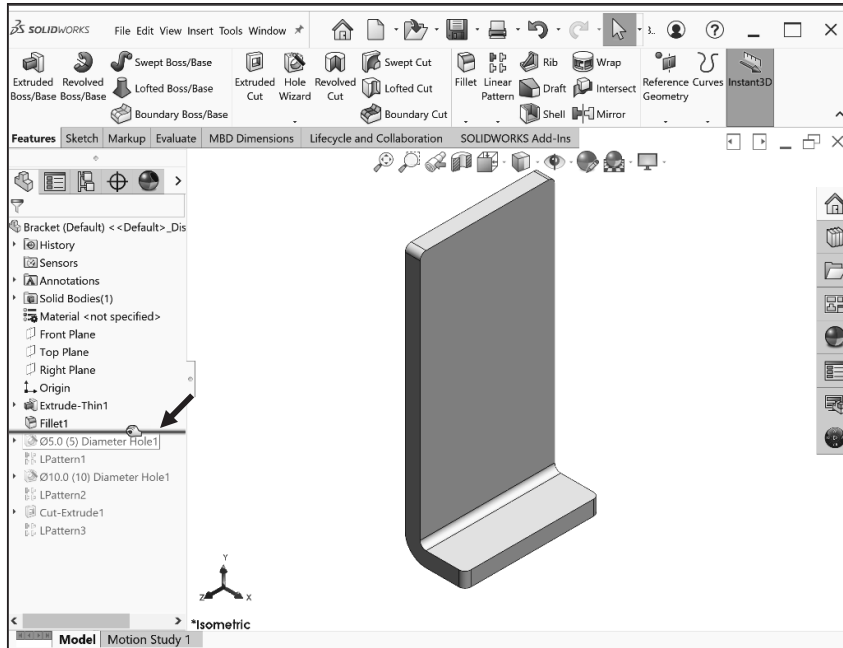 SOLIDWORKS File Edit View Insert Tools Window 3..
Extruded Boss/Base
Revolved Boss/Base
Swept Boss/Base
Lofted Boss/Base
Boundary Boss/Base
Extruded Cut
Hole Wizard
Revolved Cut
Swept Cut
Lofted Cut
Boundary Cut
Fillet
Linear Pattern
Rib
Draft
Shell
Wrap
Intersect
Mirror
Reference Geometry
Curves
Instant3D
Features Sketch Markup Evaluate MBD Dimensions Lifecycle and Collaboration SOLIDWORKS Add-Ins
Bracket (Default) <<Default>_Dis
History
Sensors
Annotations
Solid Bodies(1)
Material <not specified>
Front Plane
Top Plane
Right Plane
Origin
Extrude-Thin1
Fillet1
Ø5.0 (5) Diameter Hole1
LPattern1
Ø10.0 (10) Diameter Hole1
LPattern2
Cut-Extrude1
LPattern3
Y
Z X
*Isometric
Model Motion Study 1